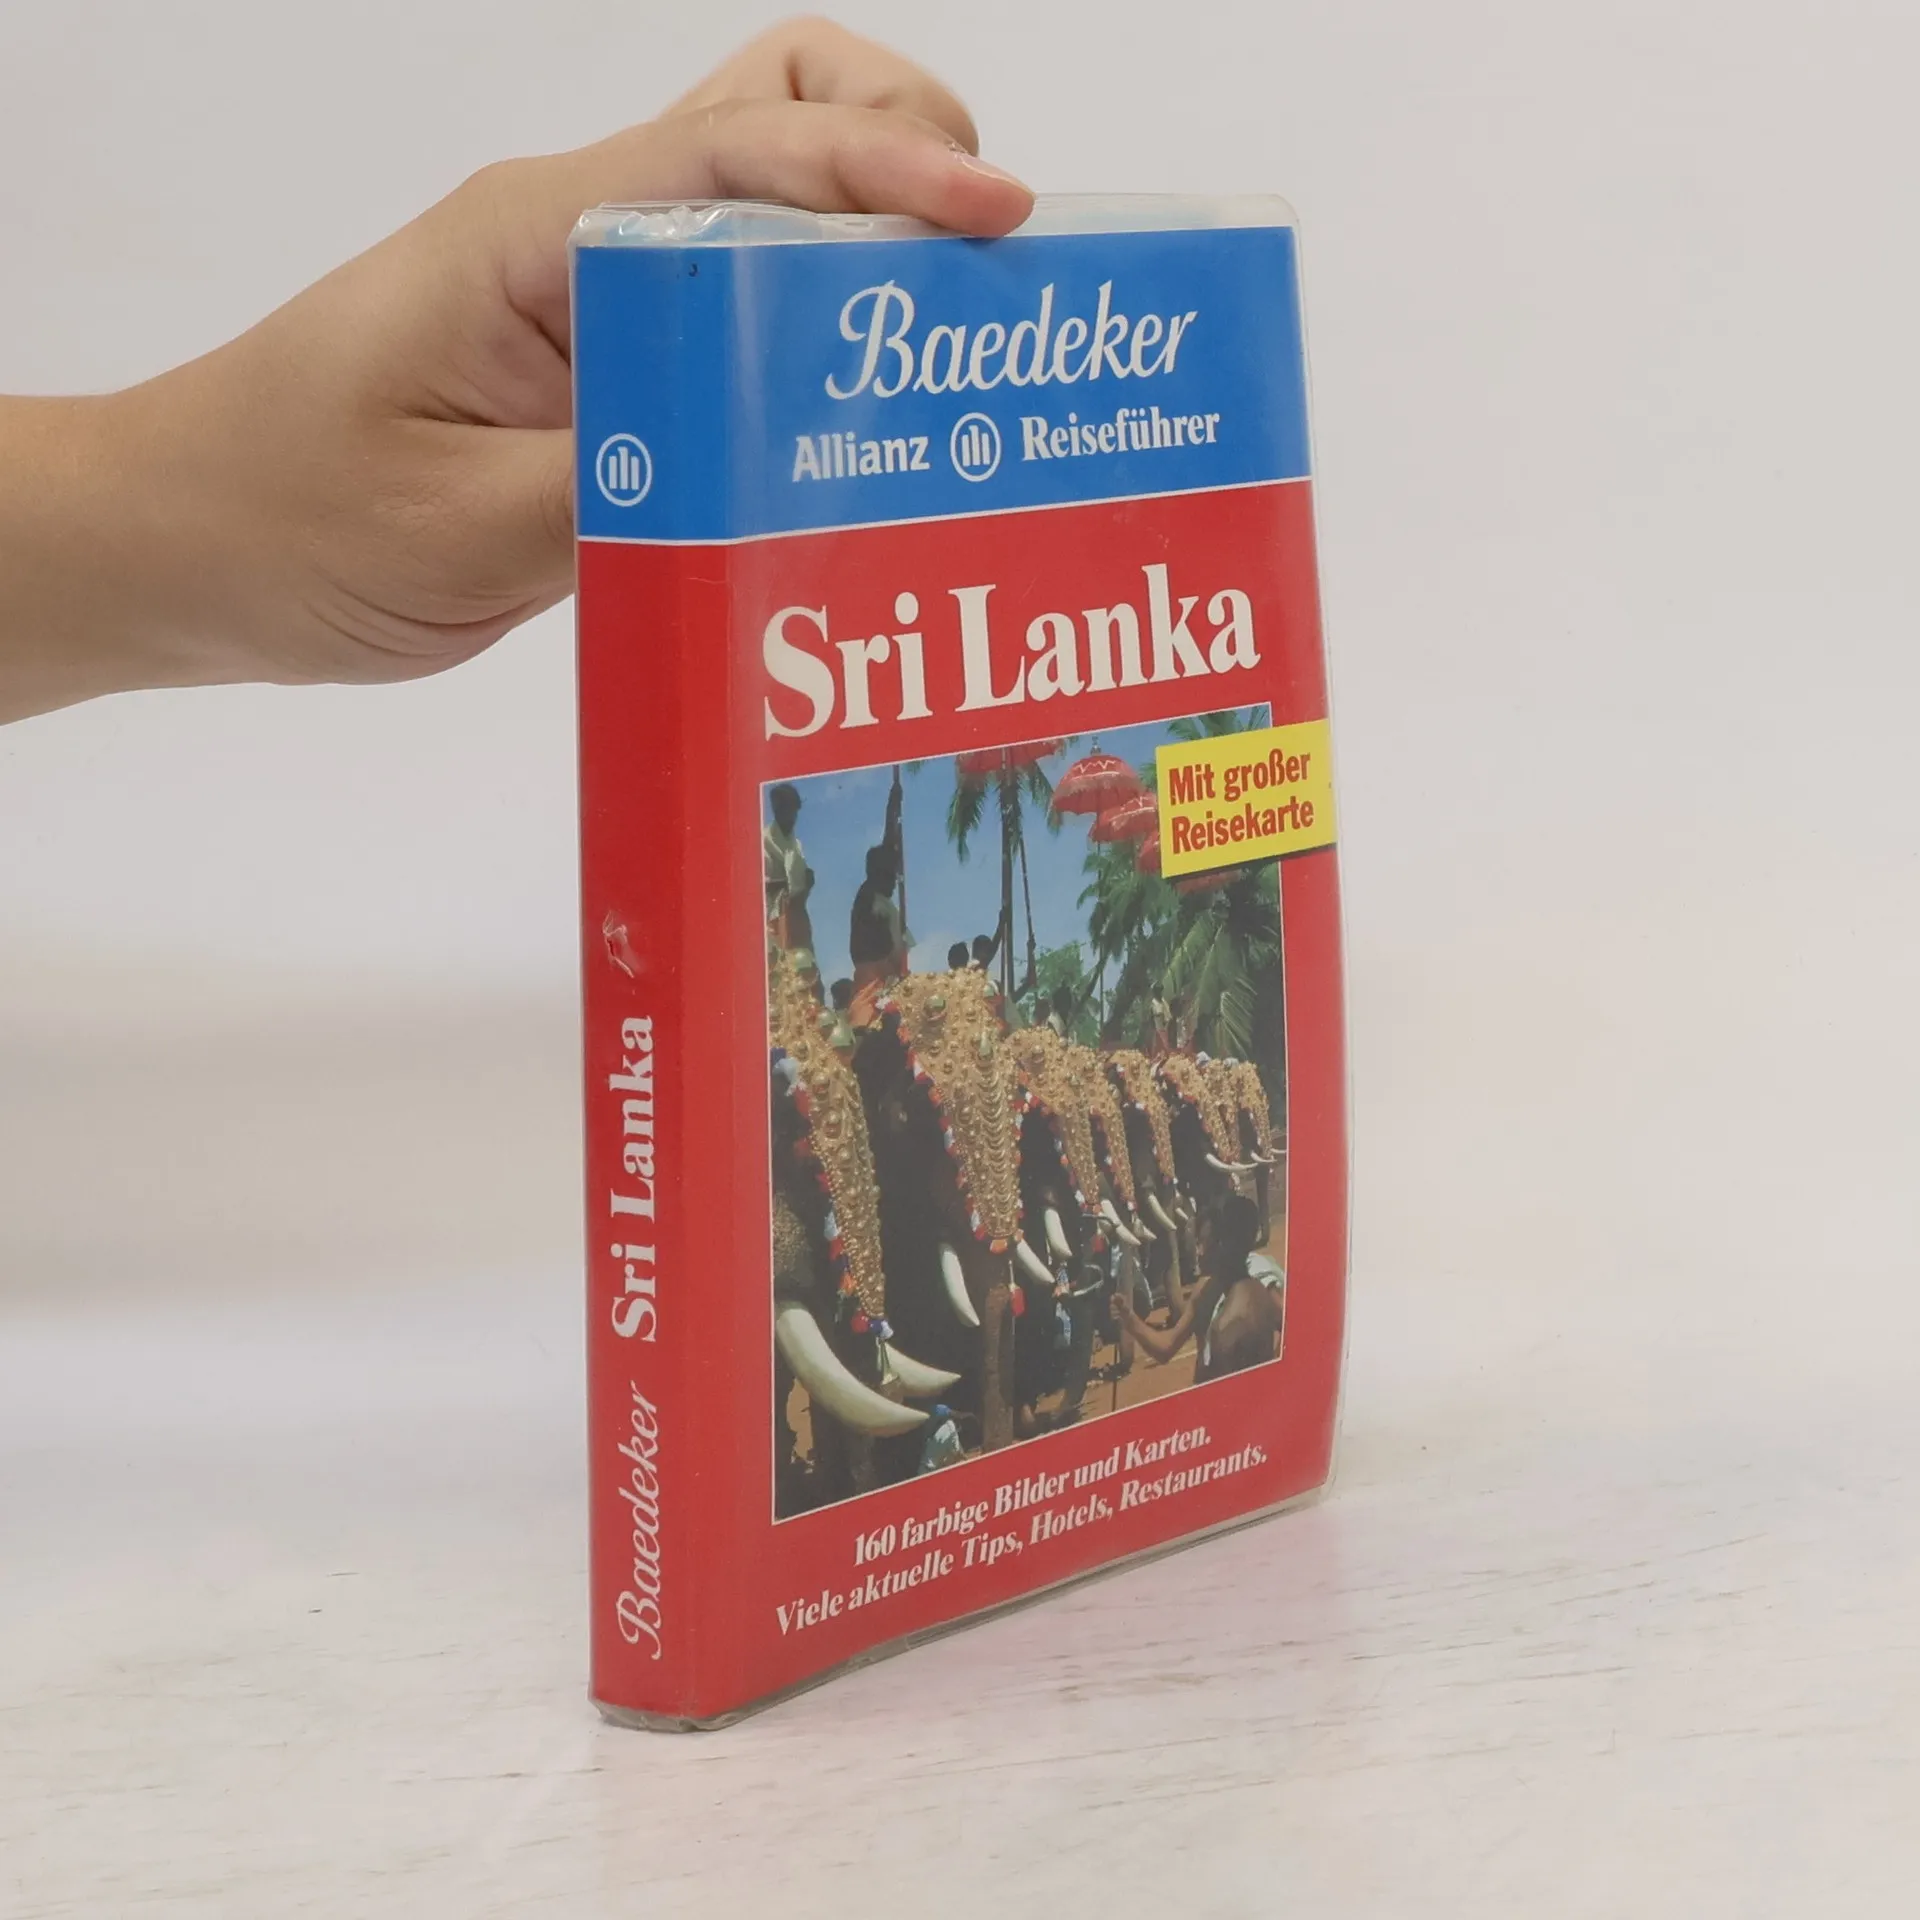 Baedeker
Allianz Reiseführer
Sri Lanka
Mit großer
Reisekarte
160 farbige Bilder und Karten.
Viele aktuelle Tips, Hotels, Restaurants.
Baedeker Sri Lanka